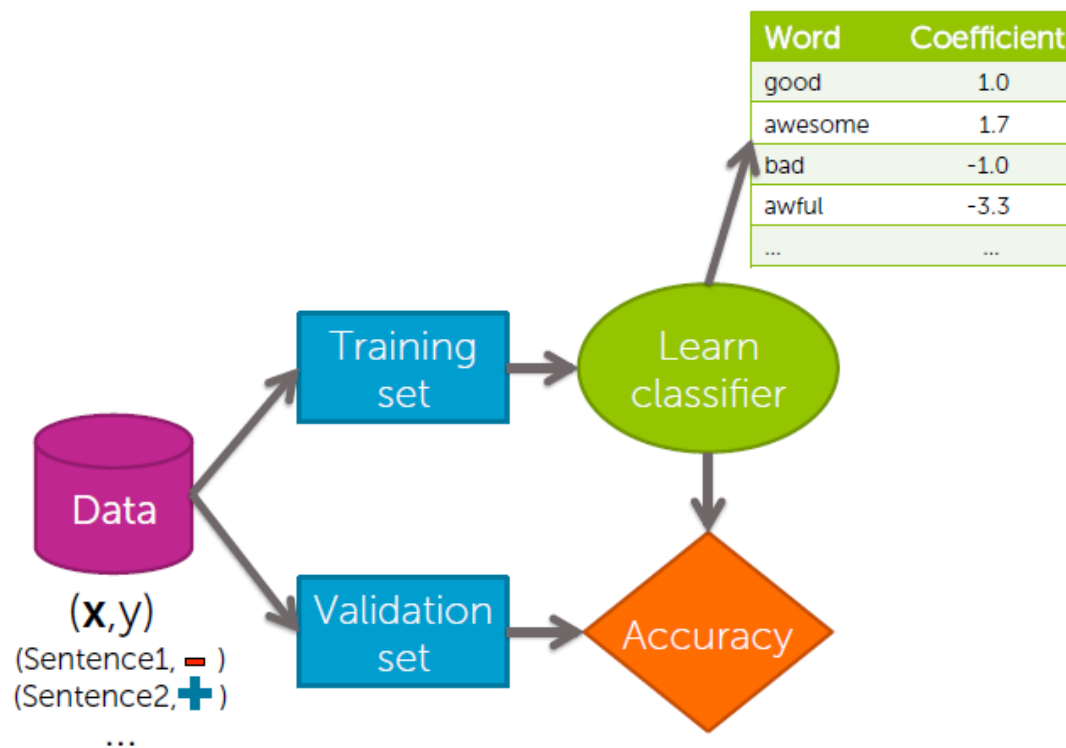 Word Coefficient
good 1.0
awesome 1.7
bad -1.0
awful -3.3
... ...
Training
set
Learn
classifier
Data
Validation
set
Accuracy
(x,y)
(Sentence1, - )
(Sentence2, + )
...